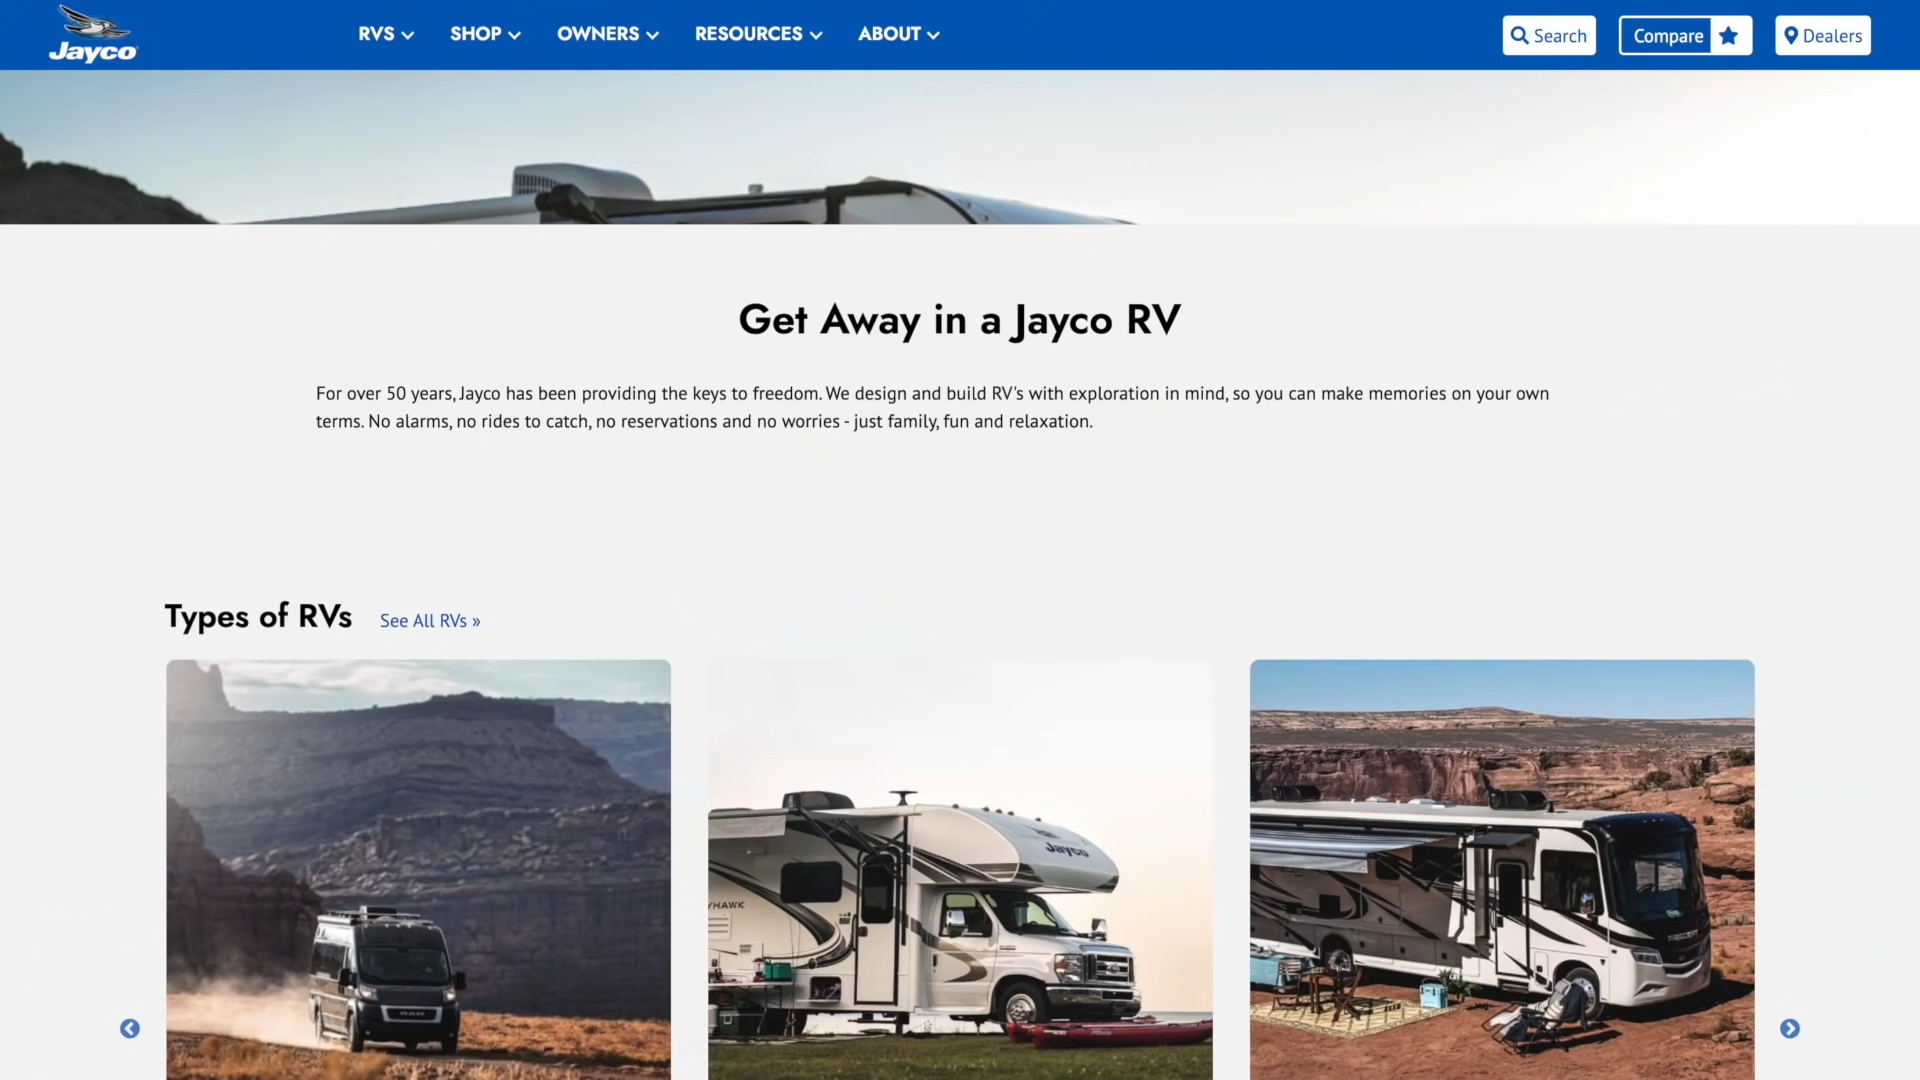 Jayco
RVS
SHOP
OWNERS
RESOURCES
ABOUT
Search
Compare
Dealers
Get Away in a Jayco RV
For over 50 years, Jayco has been providing the keys to freedom. We design and build RV's with exploration in mind, so you can make memories on your own
terms. No alarms, no rides to catch, no reservations and no worries - just family, fun and relaxation.
Types of RVs
See All RVs »
Jayco
YHAWK